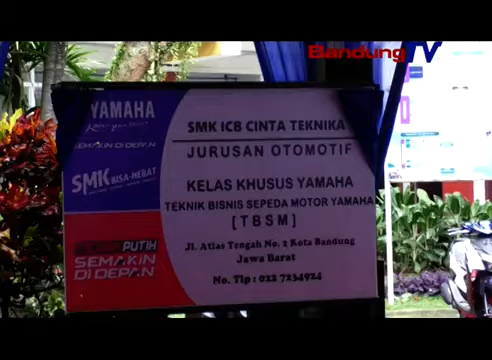 BandungTV
YAMAHA
SEMAKIN DI DEPAN
SMK BISA-HEBAT
PUTIH
SEMAKIN
DI DEPAN
SMK ICB CINTA TEKNIKA
JURUSAN OTOMOTIF
KELAS KHUSUS YAMAHA
TEKNIK BISNIS SEPEDA MOTOR YAMAHA
[ TBSM ]
Jl. Atlas Tengah No. 2 Kota Bandung
Jawa Barat
No. Tlp : 022 7234924